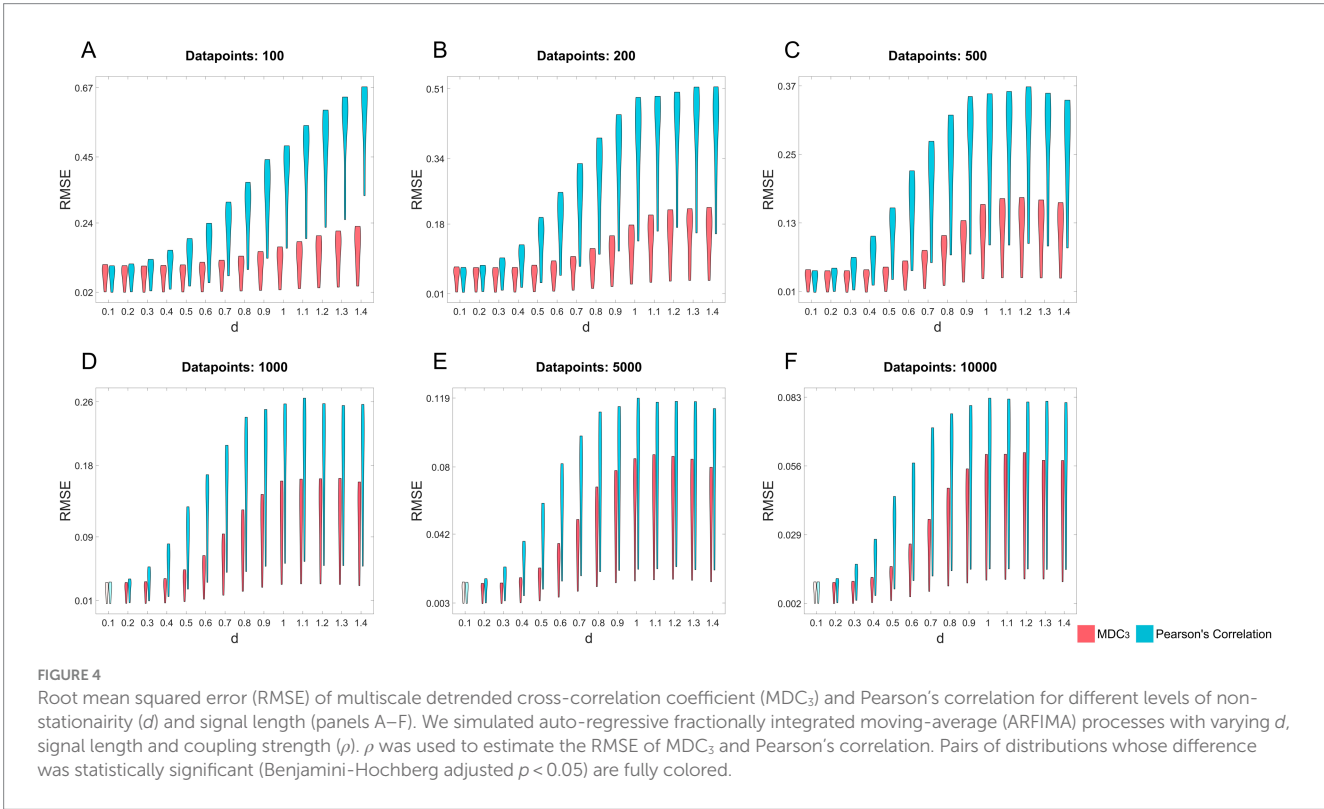 A
Datapoints: 100
RMSE
0.67
0.45
0.24
0.02
0.1 0.2 0.3 0.4 0.5 0.6 0.7 0.8 0.9 1 1.1 1.2 1.3 1.4
d
B
Datapoints: 200
RMSE
0.51
0.34
0.18
0.01
0.1 0.2 0.3 0.4 0.5 0.6 0.7 0.8 0.9 1 1.1 1.2 1.3 1.4
d
C
Datapoints: 500
RMSE
0.37
0.25
0.13
0.01
0.1 0.2 0.3 0.4 0.5 0.6 0.7 0.8 0.9 1 1.1 1.2 1.3 1.4
d
D
Datapoints: 1000
RMSE
0.26
0.18
0.09
0.01
0.1 0.2 0.3 0.4 0.5 0.6 0.7 0.8 0.9 1 1.1 1.2 1.3 1.4
d
E
Datapoints: 5000
RMSE
0.119
0.08
0.042
0.003
0.1 0.2 0.3 0.4 0.5 0.6 0.7 0.8 0.9 1 1.1 1.2 1.3 1.4
d
F
Datapoints: 10000
RMSE
0.083
0.056
0.029
0.002
0.1 0.2 0.3 0.4 0.5 0.6 0.7 0.8 0.9 1 1.1 1.2 1.3 1.4
d
MDC₃ Pearson's Correlation
FIGURE 4
Root mean squared error (RMSE) of multiscale detrended cross-correlation coefficient (MDC₃) and Pearson's correlation for different levels of non-
stationairity (d) and signal length (panels A–F). We simulated auto-regressive fractionally integrated moving-average (ARFIMA) processes with varying d,
signal length and coupling strength (ρ). ρ was used to estimate the RMSE of MDC₃ and Pearson's correlation. Pairs of distributions whose difference
was statistically significant (Benjamini-Hochberg adjusted p < 0.05) are fully colored.